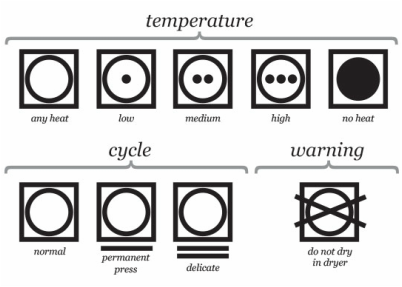 temperature
any heat low medium high no heat
cycle warning
normal permanent press delicate do not dry in dryer